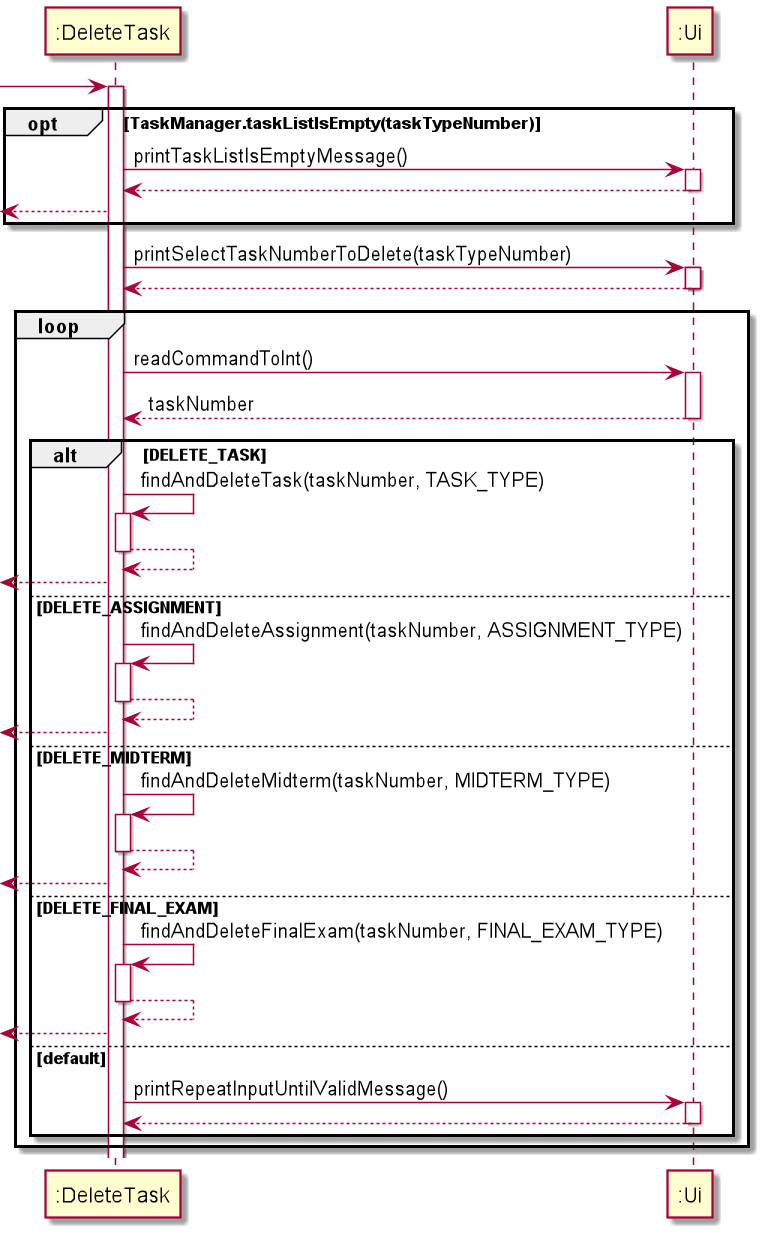 :DeleteTask
:Ui
opt
[TaskManager.taskListIsEmpty(taskTypeNumber)]
printTaskListIsEmptyMessage()
printSelectTaskNumberToDelete(taskTypeNumber)
loop
readCommandToInt()
taskNumber
alt
[DELETE_TASK]
findAndDeleteTask(taskNumber, TASK_TYPE)
[DELETE_ASSIGNMENT]
findAndDeleteAssignment(taskNumber, ASSIGNMENT_TYPE)
[DELETE_MIDTERM]
findAndDeleteMidterm(taskNumber, MIDTERM_TYPE)
[DELETE_FINAL_EXAM]
findAndDeleteFinalExam(taskNumber, FINAL_EXAM_TYPE)
[default]
printRepeatInputUntilValidMessage()
:DeleteTask
:Ui